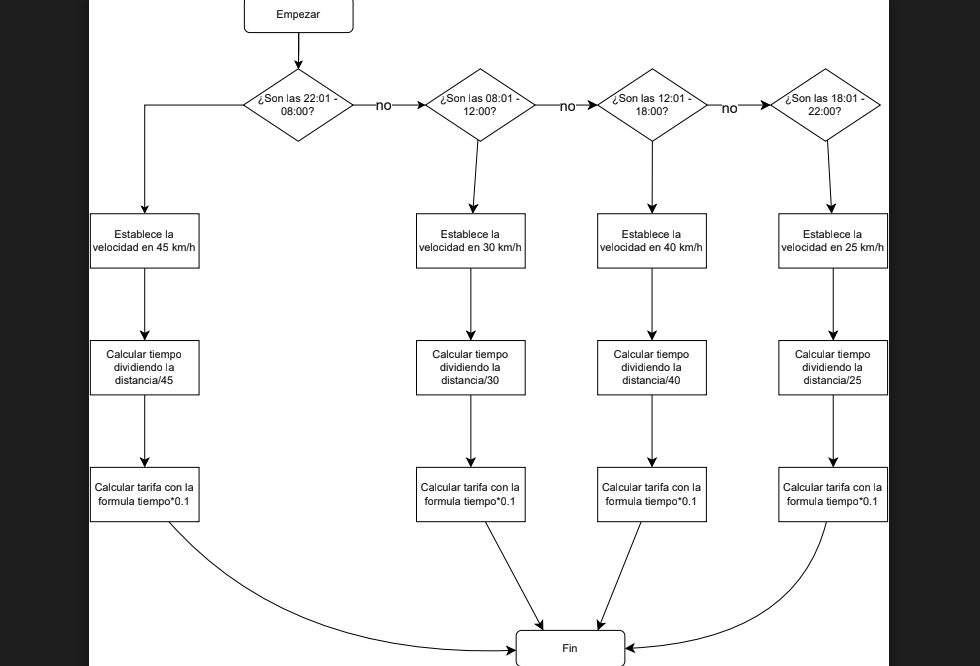 Empezar
¿Son las 22:01 -
08:00?
no
¿Son las 08:01 -
12:00?
no
¿Son las 12:01 -
18:00?
no
¿Son las 18:01 -
22:00?
Establece la
velocidad en 45 km/h
Establece la
velocidad en 30 km/h
Establece la
velocidad en 40 km/h
Establece la
velocidad en 25 km/h
Calcular tiempo
dividiendo la
distancia/45
Calcular tiempo
dividiendo la
distancia/30
Calcular tiempo
dividiendo la
distancia/40
Calcular tiempo
dividiendo la
distancia/25
Calcular tarifa con la
formula tiempo*0.1
Calcular tarifa con la
formula tiempo*0.1
Calcular tarifa con la
formula tiempo*0.1
Calcular tarifa con la
formula tiempo*0.1
Fin